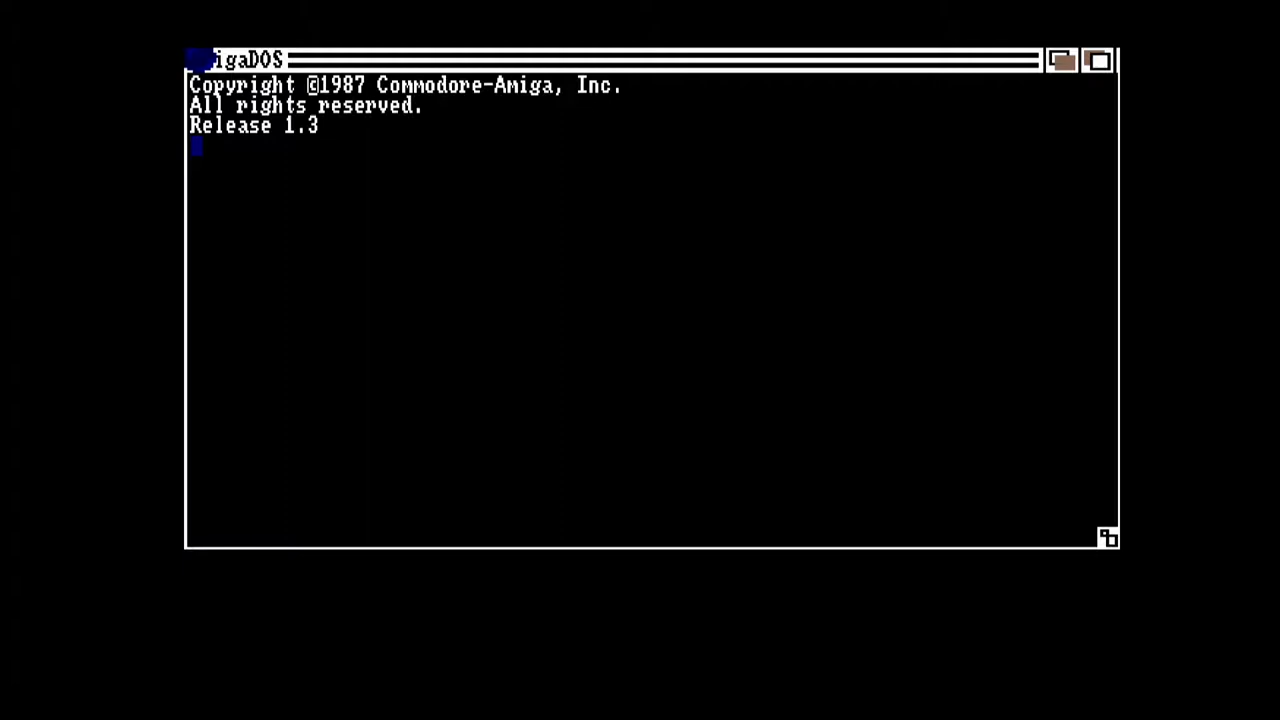 igaDOS
Copyright ©1987 Commodore-Amiga, Inc.
All rights reserved.
Release 1.3